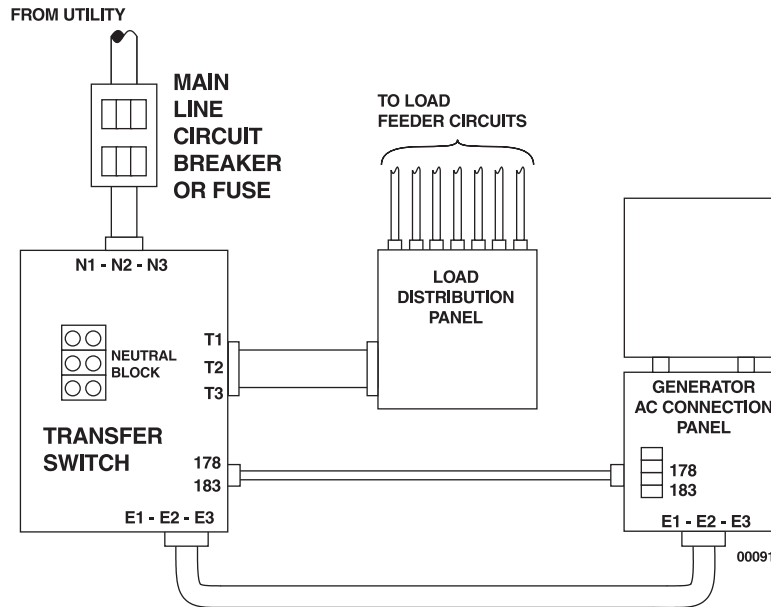 FROM UTILITY
MAIN
LINE
CIRCUIT
BREAKER
OR FUSE
TO LOAD
FEEDER CIRCUITS
N1 - N2 - N3
NEUTRAL
BLOCK
T1
T2
T3
LOAD
DISTRIBUTION
PANEL
TRANSFER
SWITCH
178
183
E1 - E2 - E3
GENERATOR
AC CONNECTION
PANEL
178
183
E1 - E2 - E3
00091